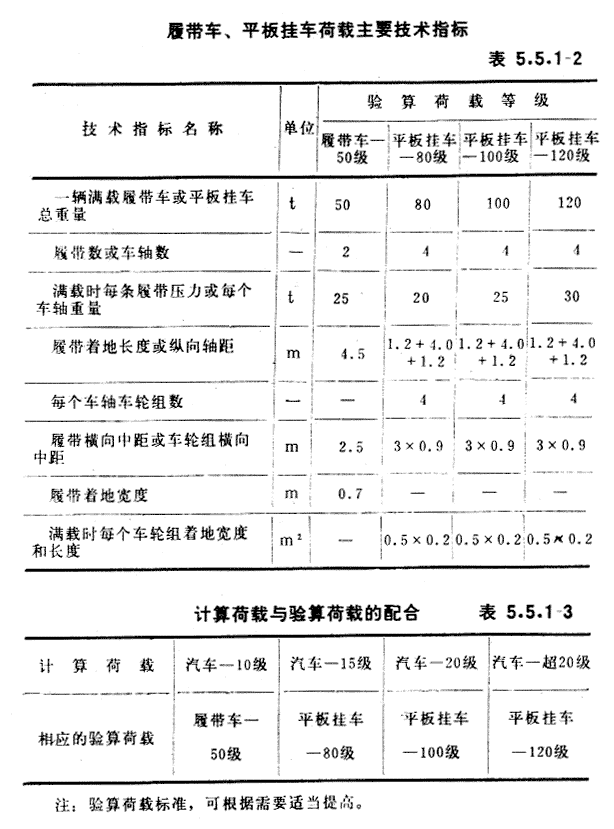 履带车、平板挂车荷载主要技术指标
表 5.5.1-2
技术指标名称 单位 验算荷载等级
履带车— 平板挂车 平板挂车 平板挂车
50级 —80级 —100级 —120级
一辆满载履带车或平板挂车
总重量 t 50 80 100 120
履带数或车轴数 — 2 4 4 4
满载时每条履带压力或每个
车轴重量 t 25 20 25 30
履带着地长度或纵向轴距 m 4.5 1.2+4.0 1.2+4.0 1.2+4.0
+1.2 +1.2 +1.2
每个车轴车轮组数 — — 4 4 4
履带横向中距或车轮组横向
中距 m 2.5 3×0.9 3×0.9 3×0.9
履带着地宽度 m 0.7 — — —
满载时每个车轮组着地宽度
和长度 m² — 0.5×0.2 0.5×0.2 0.5×0.2
计算荷载与验算荷载的配合 表 5.5.1-3
计算荷载 汽车—10级 汽车—15级 汽车—20级 汽车—超20级
相应的验算荷载 履带车— 平板挂车 平板挂车 平板挂车
50级 —80级 —100级 —120级
注：验算荷载标准，可根据需要适当提高。